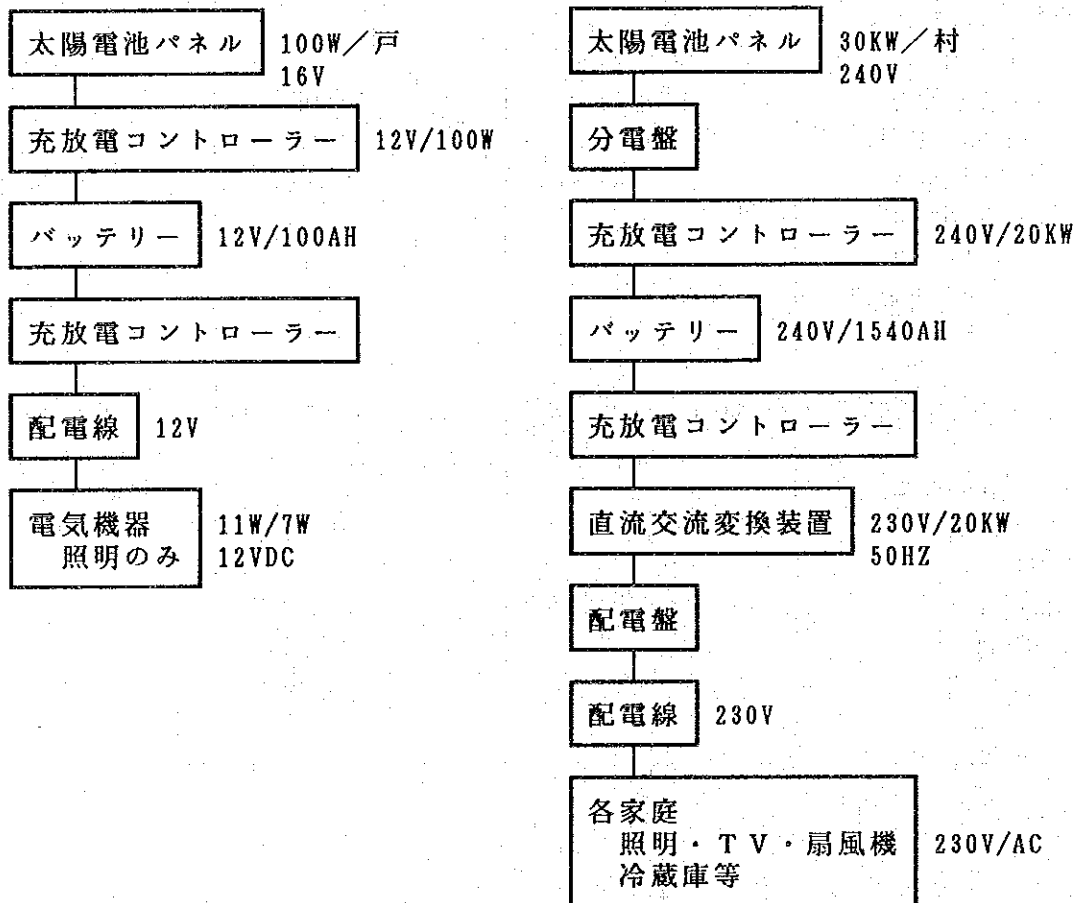 太陽電池パネル 100W／戸
16V
充放電コントローラー 12V/100W
バッテリー 12V/100AH
充放電コントローラー
配電線 12V
電気機器 11W/7W
照明のみ 12VDC
太陽電池パネル 30KW／村
240V
分電盤
充放電コントローラー 240V/20KW
バッテリー 240V/1540AH
充放電コントローラー
直流交流変換装置 230V/20KW
50HZ
配電盤
配電線 230V
各家庭
照明・TV・扇風機 230V/AC
冷蔵庫等